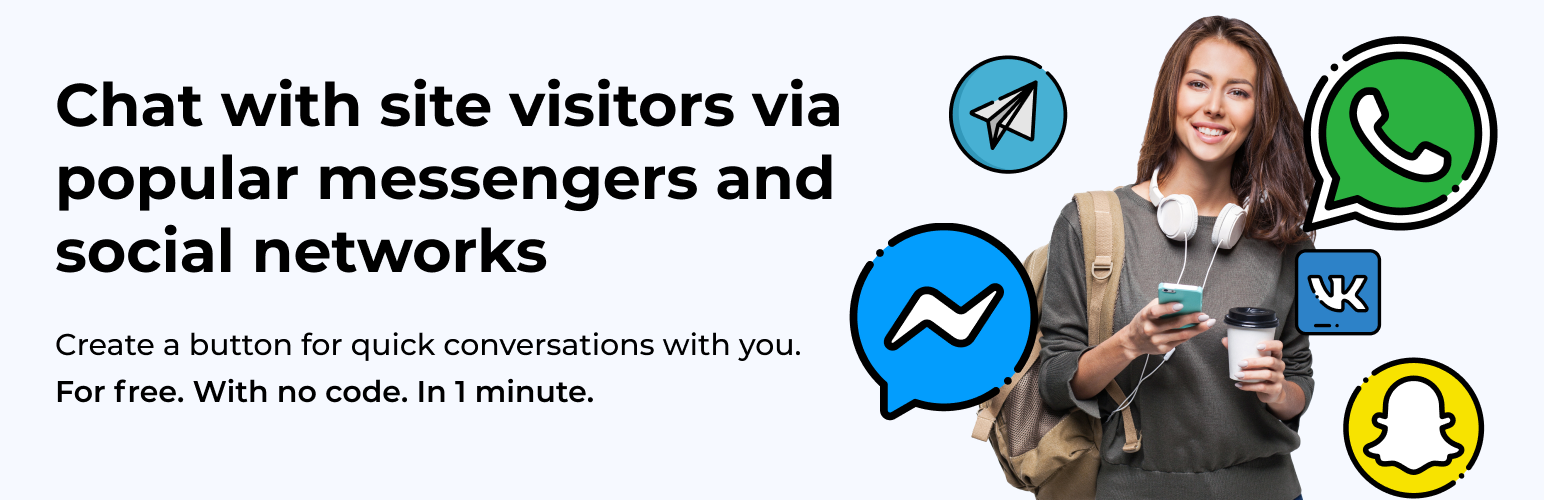 Chat with site visitors via
popular messengers and
social networks
Create a button for quick conversations with you.
For free. With no code. In 1 minute.
VK